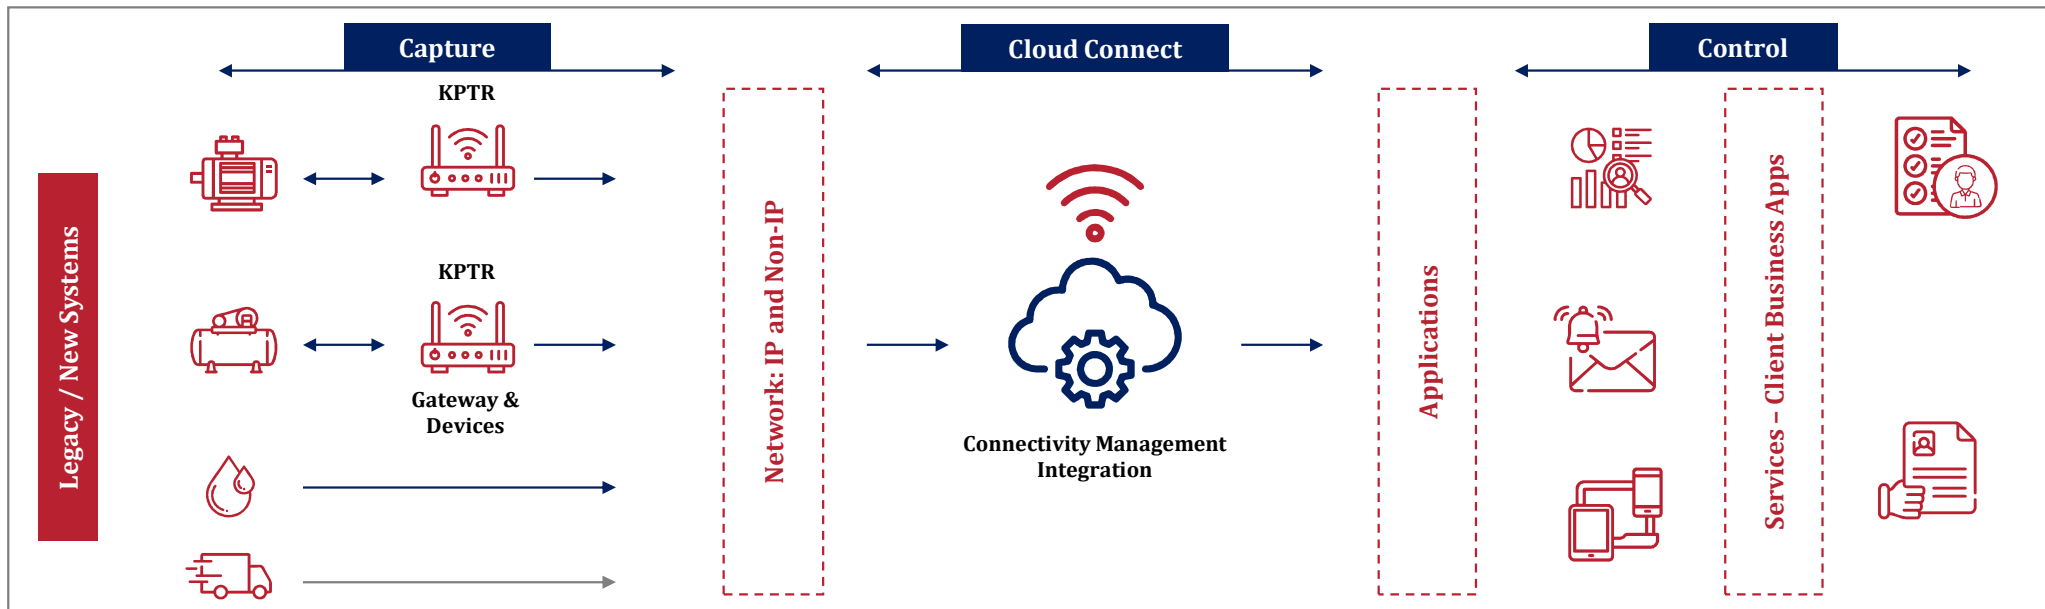 Capture
Cloud Connect
Control
KPTR
KPTR
Gateway &
Devices
Legacy / New Systems
Network: IP and Non-IP
Connectivity Management
Integration
Applications
Services – Client Business Apps